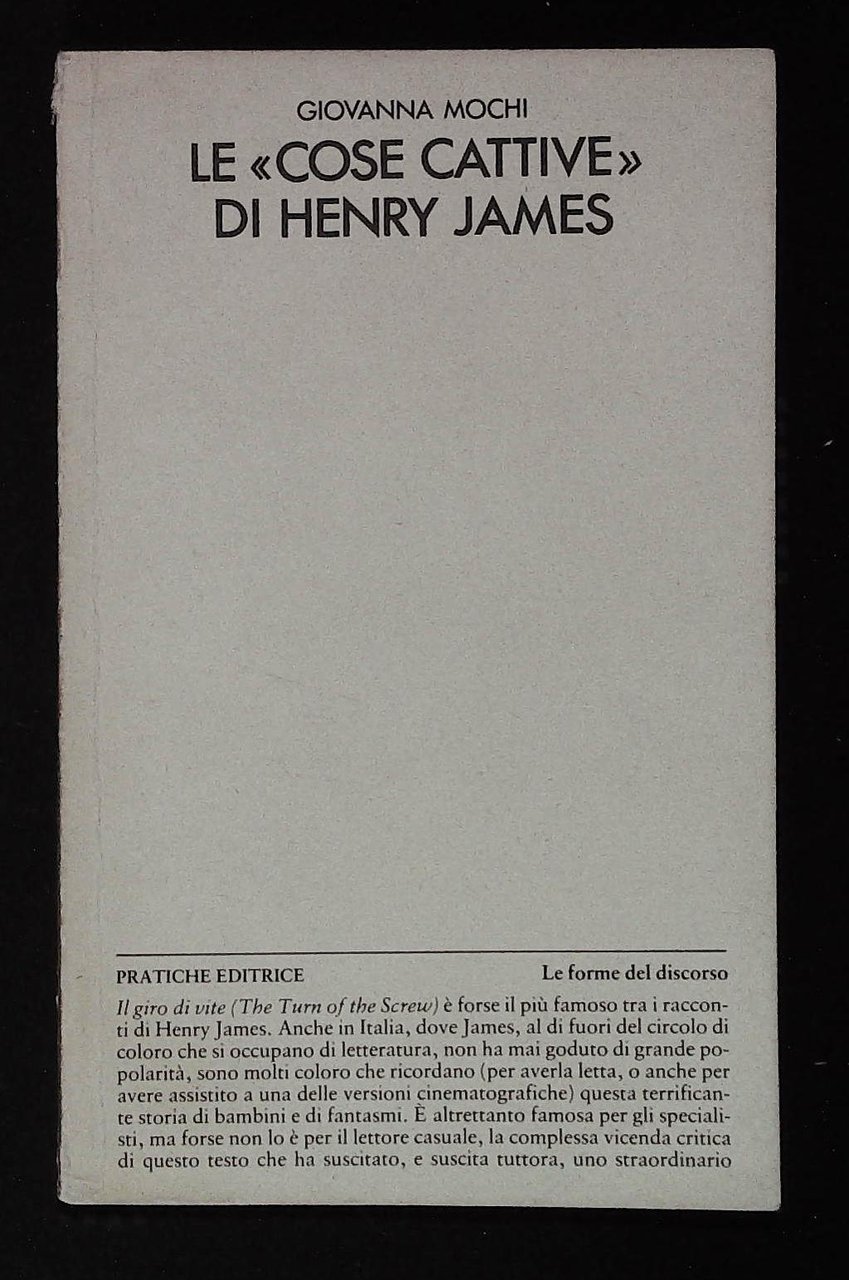 GIOVANNA MOCHI
LE «COSE CATTIVE»
DI HENRY JAMES
PRATICHE EDITRICE Le forme del discorso
Il giro di vite (The Turn of the Screw) è forse il più famoso tra i raccon-
ti di Henry James. Anche in Italia, dove James, al di fuori del circolo di
coloro che si occupano di letteratura, non ha mai goduto di grande po-
polarità, sono molti coloro che ricordano (per averla letta, o anche per
avere assistito a una delle versioni cinematografiche) questa terrifican-
te storia di bambini e di fantasmi. È altrettanto famosa per gli speciali-
sti, ma forse non lo è per il lettore casuale, la complessa vicenda critica
di questo testo che ha suscitato, e suscita tuttora, uno straordinario